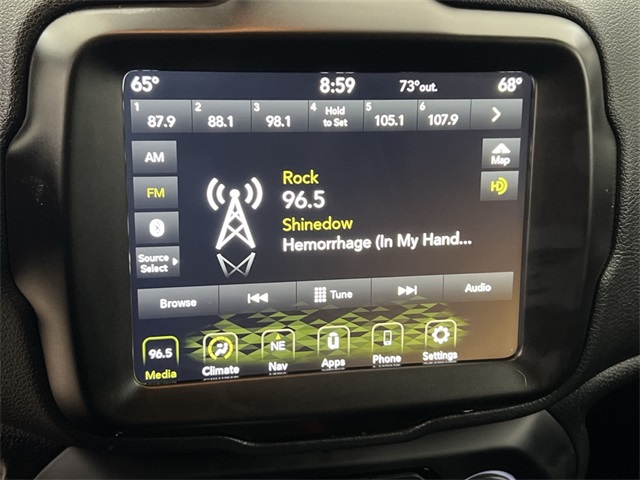 65° 8:59 73°out. 68°
1 2 3 4 Hold to Set 5 6
87.9 88.1 98.1 105.1 107.9
AM
Map
FM
HD
Rock
96.5
Shinedow
Hemorrhage (In My Hand...
Source
Select
Browse Tune Audio
96.5 NE
Media Climate Nav Apps Phone Settings